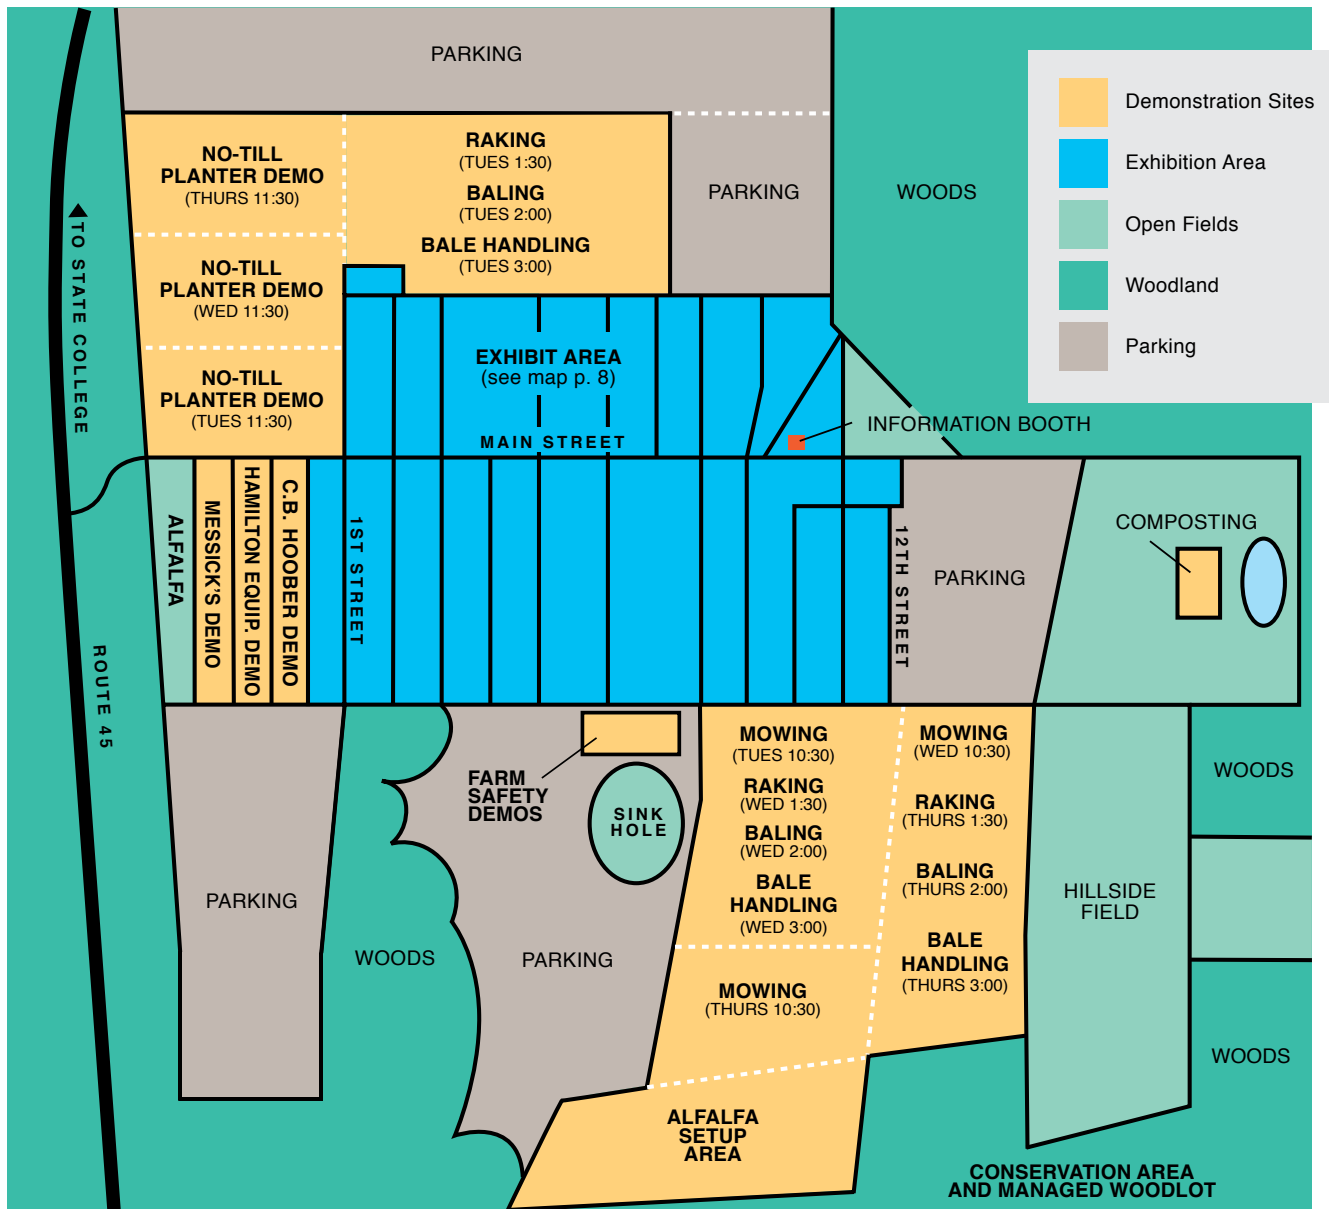 PARKING
Demonstration Sites
Exhibition Area
Open Fields
Woodland
Parking
NO-TILL
PLANTER DEMO
(THURS 11:30)
RAKING
(TUES 1:30)
BALING
(TUES 2:00)
BALE HANDLING
(TUES 3:00)
PARKING
WOODS
NO-TILL
PLANTER DEMO
(WED 11:30)
TO STATE COLLEGE
NO-TILL
PLANTER DEMO
(TUES 11:30)
EXHIBIT AREA
(see map p. 8)
MAIN STREET
INFORMATION BOOTH
ALFALFA
MESSICK'S DEMO
HAMILTON EQUIP. DEMO
C.B. HOOBER DEMO
1ST STREET
12TH STREET
PARKING
COMPOSTING
ROUTE 45
FARM
SAFETY
DEMOS
SINK
HOLE
MOWING
(TUES 10:30)
RAKING
(WED 1:30)
BALING
(WED 2:00)
BALE
HANDLING
(WED 3:00)
MOWING
(WED 10:30)
RAKING
(THURS 1:30)
BALING
(THURS 2:00)
BALE
HANDLING
(THURS 3:00)
WOODS
HILLSIDE
FIELD
PARKING
WOODS
PARKING
MOWING
(THURS 10:30)
WOODS
ALFALFA
SETUP
AREA
CONSERVATION AREA
AND MANAGED WOODLOT